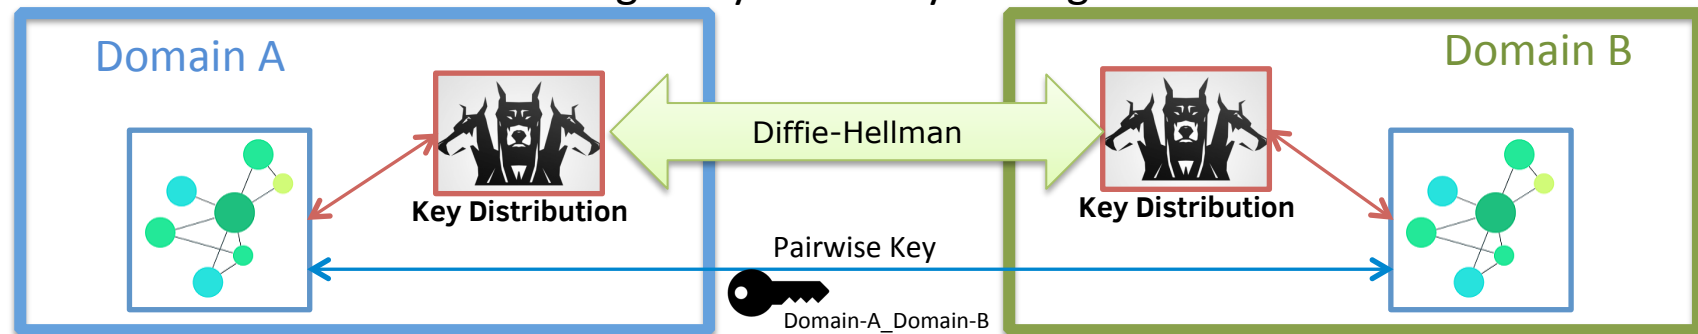 Domain A
Domain B
Diffie-Hellman
Key Distribution
Key Distribution
Pairwise Key
Domain-A_Domain-B